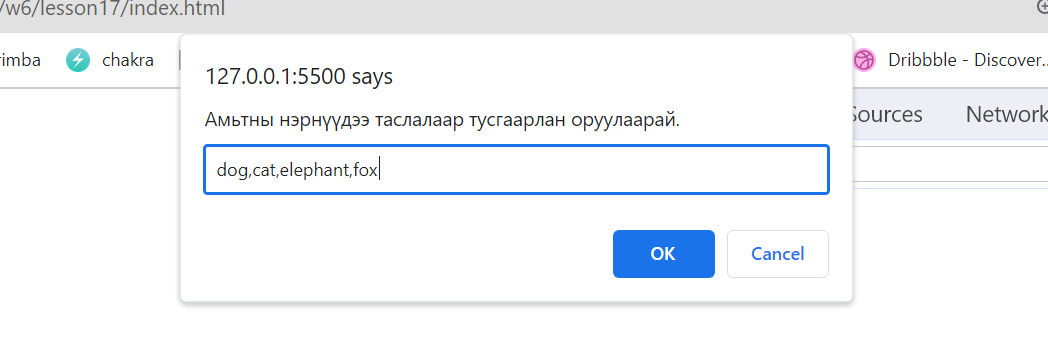 /w6/lesson17/index.html
chakra
Dribbble - Discover...
127.0.0.1:5500 says
Амьтны нэрнүүдээ таслалаар тусгаарлан оруулаарай.
Sources
Network
dog,cat,elephant,fox
OK
Cancel